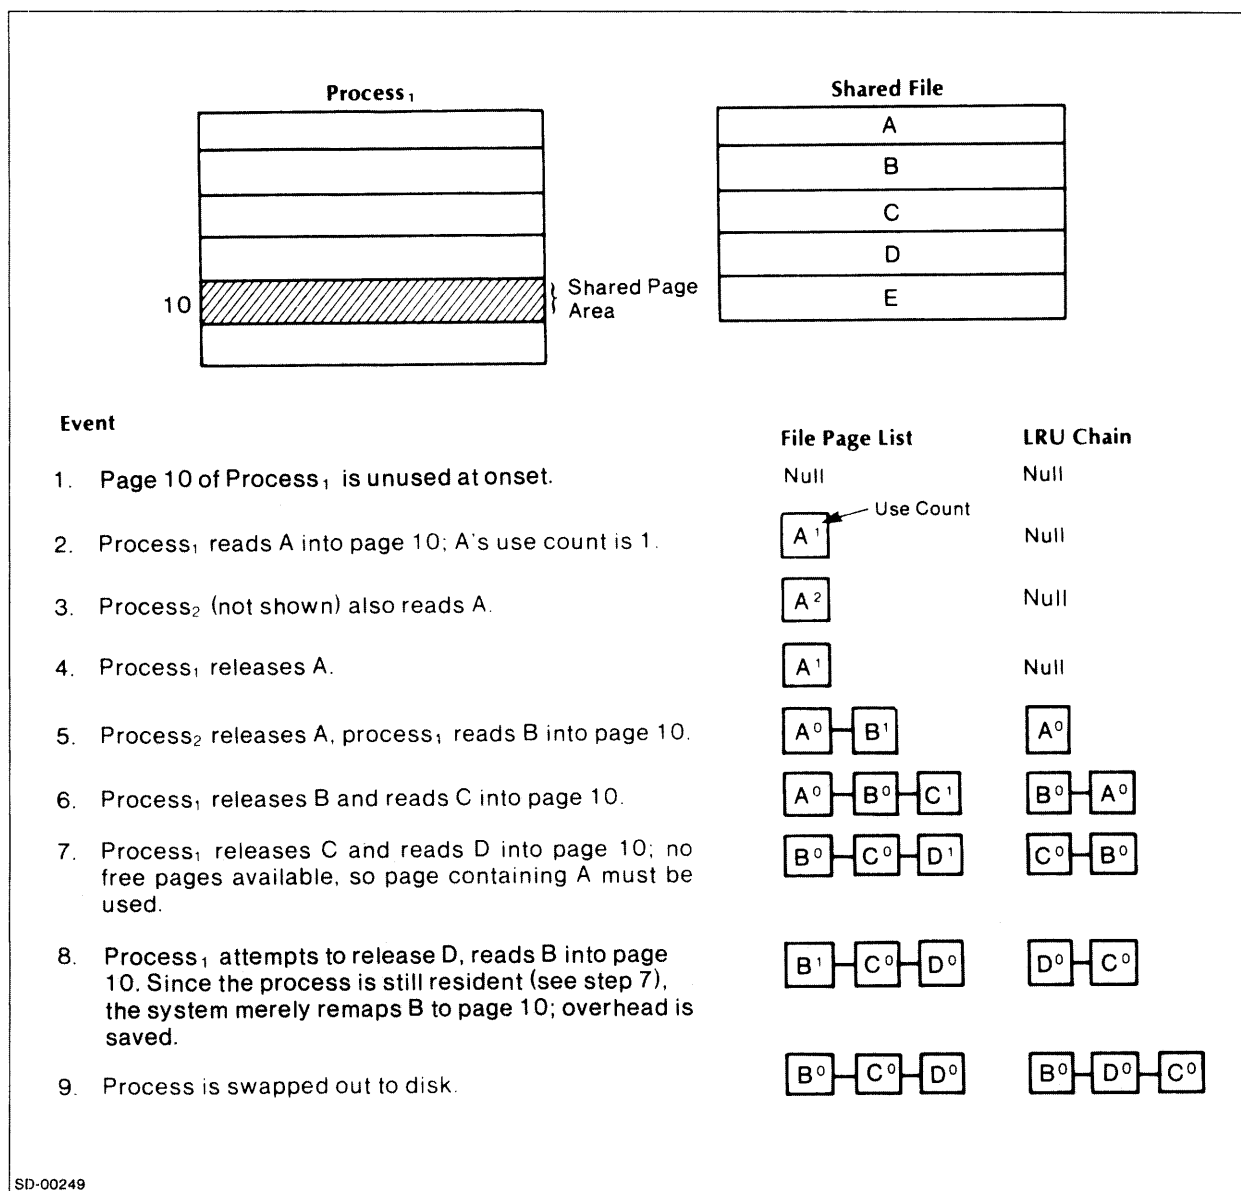 Process₁
Shared File
A
B
C
D
E
10
Shared Page
Area
Event
File Page List
LRU Chain
1. Page 10 of Process₁ is unused at onset.
Null
Null
Use Count
2. Process₁ reads A into page 10; A's use count is 1.
A¹
Null
3. Process₂ (not shown) also reads A.
A²
Null
4. Process₁ releases A.
A¹
Null
5. Process₂ releases A, process₁ reads B into page 10.
A⁰ B¹
A⁰
6. Process₁ releases B and reads C into page 10.
A⁰ B⁰ C¹
B⁰ A⁰
7. Process₁ releases C and reads D into page 10; no
free pages available, so page containing A must be
used.
B⁰ C⁰ D¹
C⁰ B⁰
8. Process₁ attempts to release D, reads B into page
10. Since the process is still resident (see step 7),
the system merely remaps B to page 10; overhead is
saved.
B¹ C⁰ D⁰
D⁰ C⁰
9. Process is swapped out to disk.
B⁰ C⁰ D⁰
B⁰ D⁰ C⁰
SD-00249